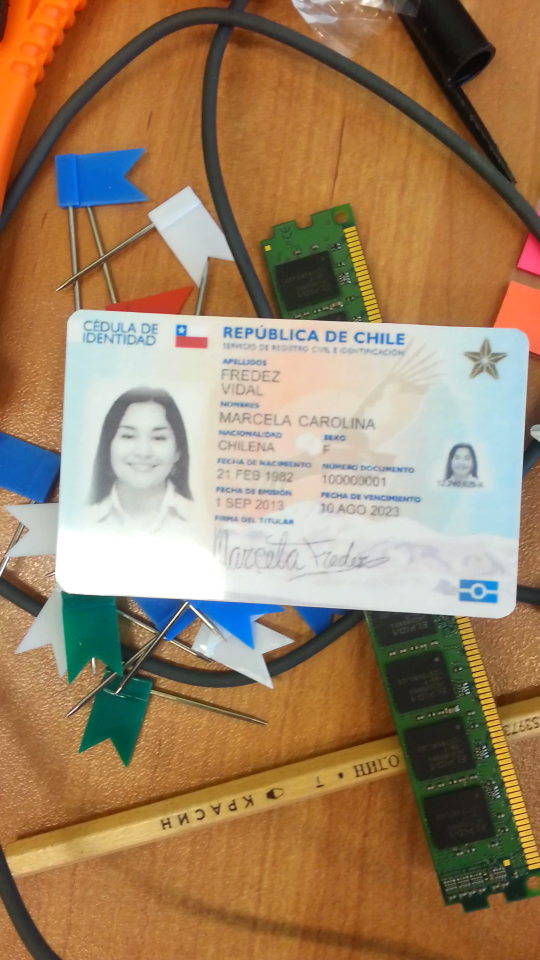 CÉDULA DE
IDENTIDAD
REPÚBLICA DE CHILE
SERVICIO DE REGISTRO CIVIL E IDENTIFICACIÓN
APELLIDOS
FREDEZ
VIDAL
NOMBRES
MARCELA CAROLINA
NACIONALIDAD
SEXO
CHILENA
F
FECHA DE NACIMIENTO
NÚMERO DOCUMENTO
21 FEB 1982
100000001
FECHA DE EMISIÓN
FECHA DE VENCIMIENTO
1 SEP 2013
10 AGO 2023
FIRMA DEL TITULAR
Marcela Fredez
ELPIDA
ELPIDA
КРАСИН
Т